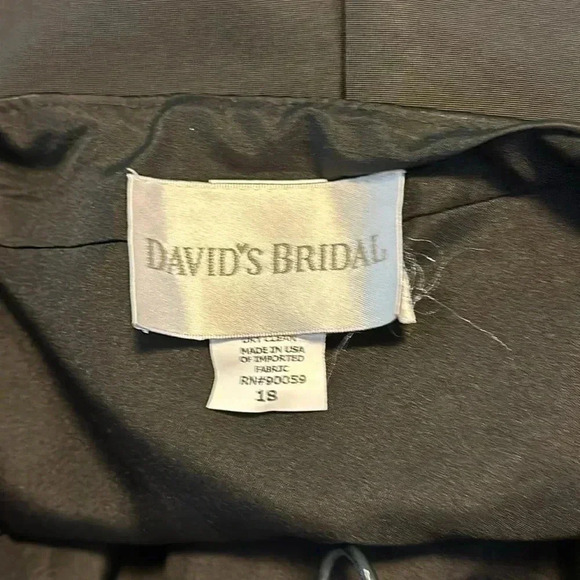 DAVID'S BRIDAL
DRY CLEAN
MADE IN USA
OF IMPORTED
FABRIC
RN#90059
18